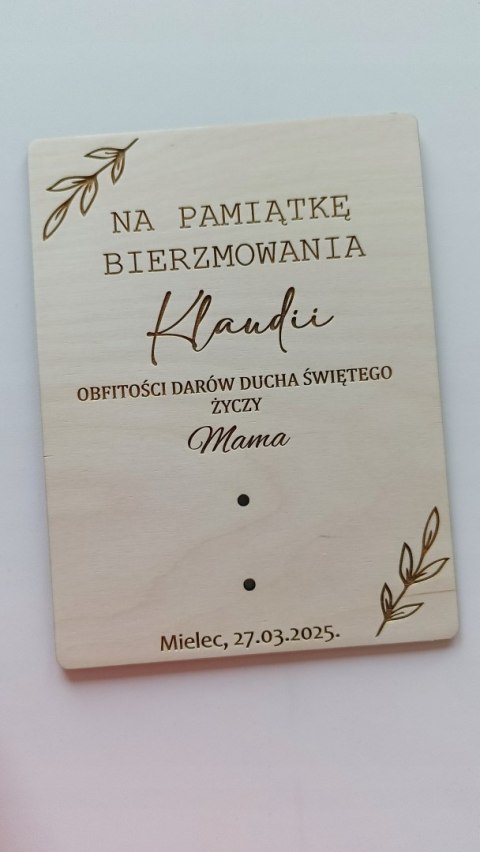 NA PAMIĄTKĘ
BIERZMOWANIA
Klaudii
OBFITOŚCI DARÓW DUCHA ŚWIĘTEGO
ŻYCZY
Mama
Mielec, 27.03.2025.